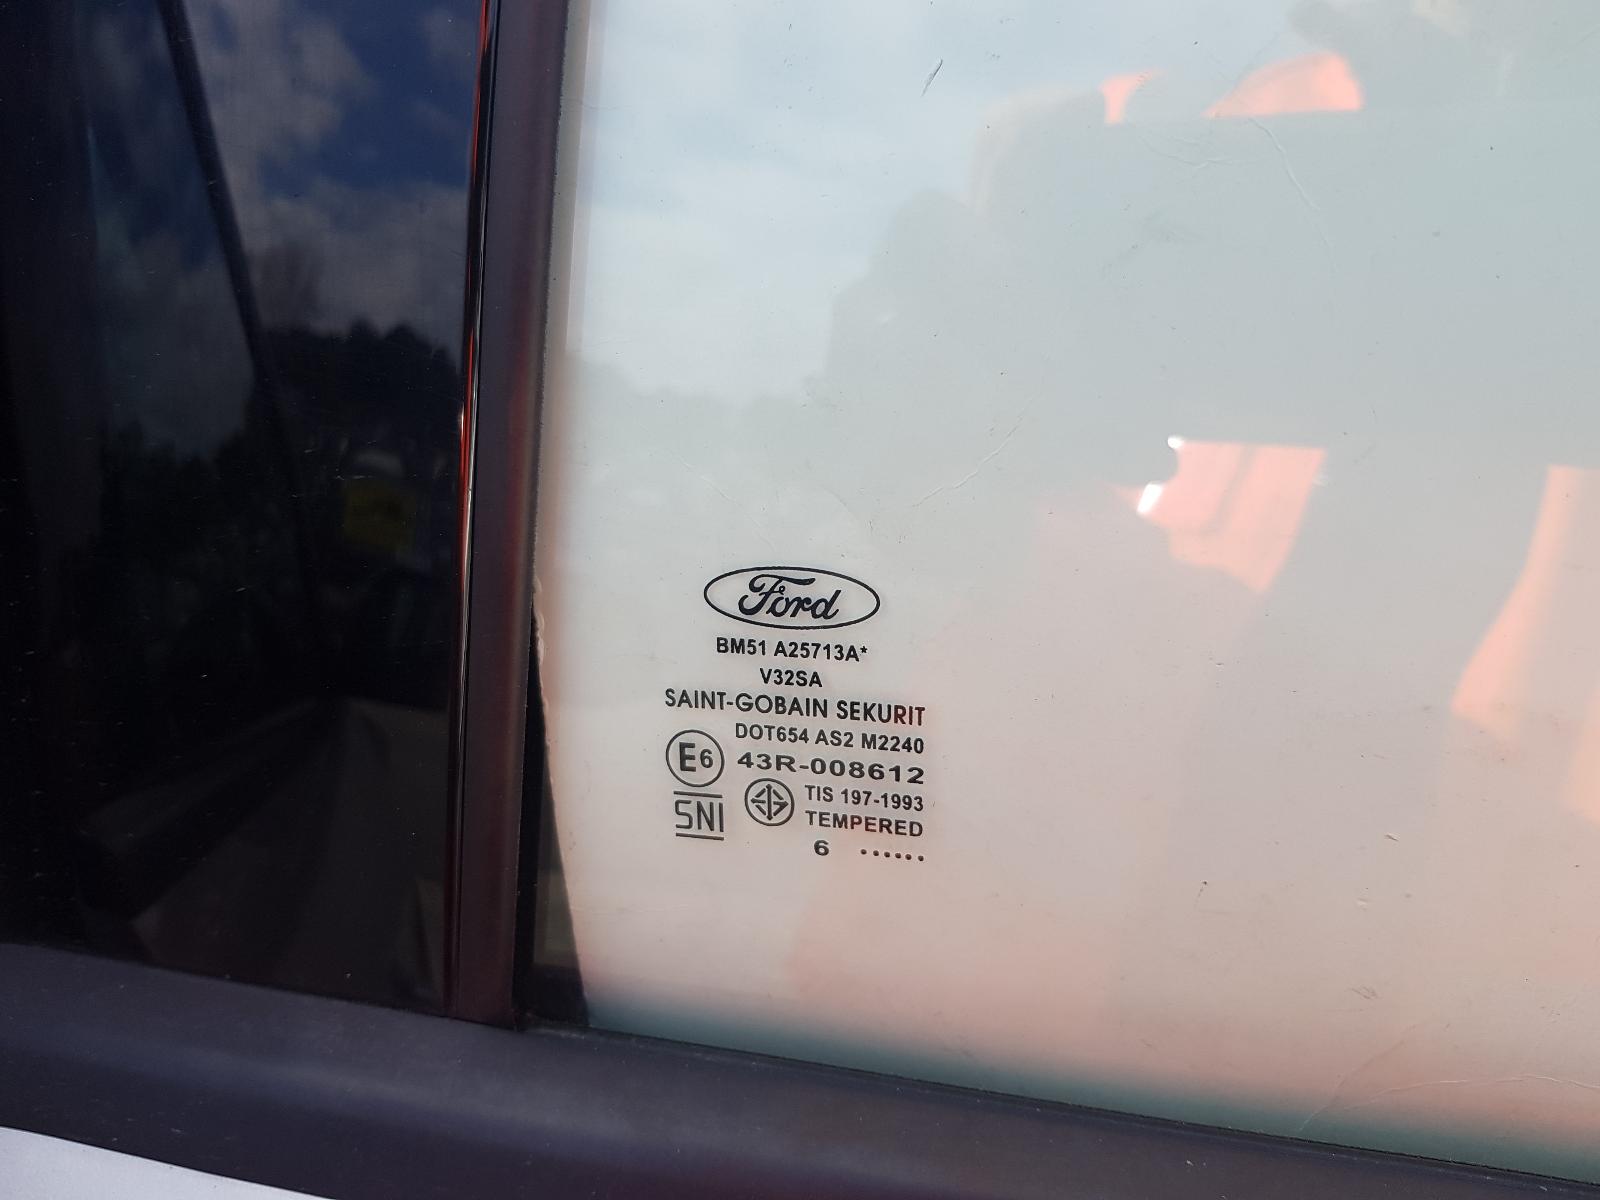 Ford
BM51 A25713A*
V32SA
SAINT-GOBAIN SEKURIT
DOT654 AS2 M2240
E6 43R-008612
SNI TIS 197-1993
TEMPERED
6 ......